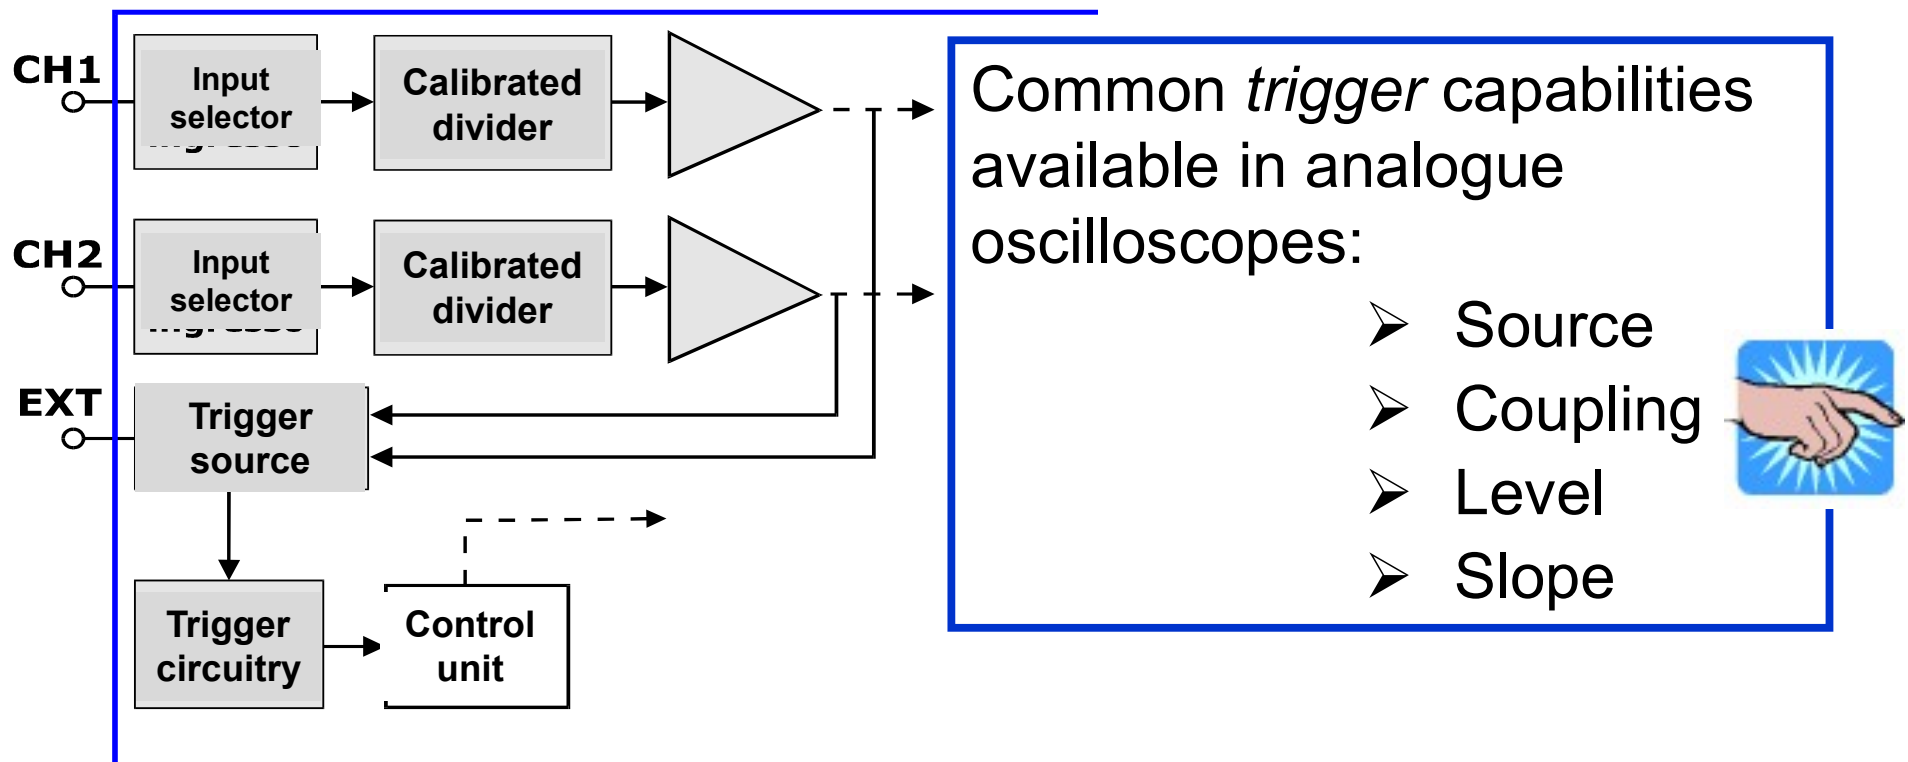 CH1
Input
selector
Calibrated
divider
CH2
Input
selector
Calibrated
divider
EXT
Trigger
source
Trigger
circuitry
Control
unit
Common trigger capabilities
available in analogue
oscilloscopes:
➢ Source
➢ Coupling
➢ Level
➢ Slope